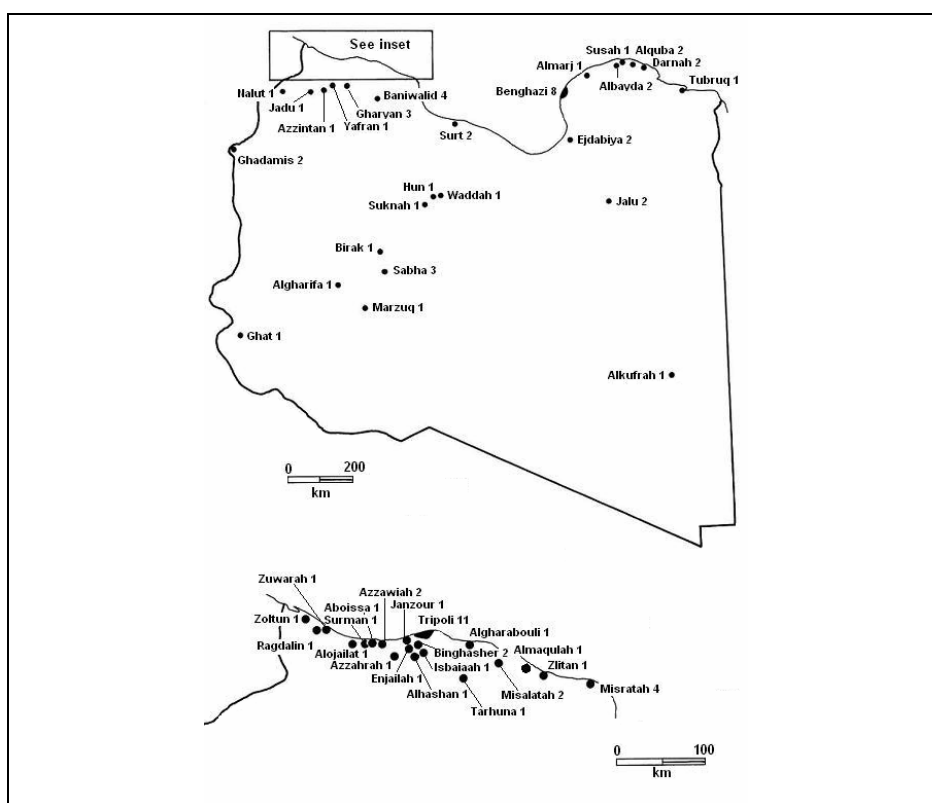 See inset
Susah 1
Alquba 2
Darnah 2
Almarj 1
Albayda 2
Tubruq 1
Benghazi 8
Nalut 1
Jadu 1
Azzintan 1
Yafran 1
Gharyan 3
Baniwalid 4
Surt 2
Ejdabiya 2
Ghadamis 2
Hun 1
Waddah 1
Suknah 1
Jalu 2
Birak 1
Sabha 3
Algharifa 1
Marzuq 1
Ghat 1
Alkufrah 1
0 200
km
Zuwarah 1
Azzawiah 2
Aboissa 1
Janzour 1
Surman 1
Tripoli 11
Zoltun 1
Algharabouli 1
Ragdalin 1
Alojailat 1
Binghasher 2
Almaqulah 1
Azzahrah 1
Isbaiaah 1
Zlitan 1
Enjailah 1
Misratah 4
Alhashan 1
Misalatah 2
Tarhuna 1
0 100
km